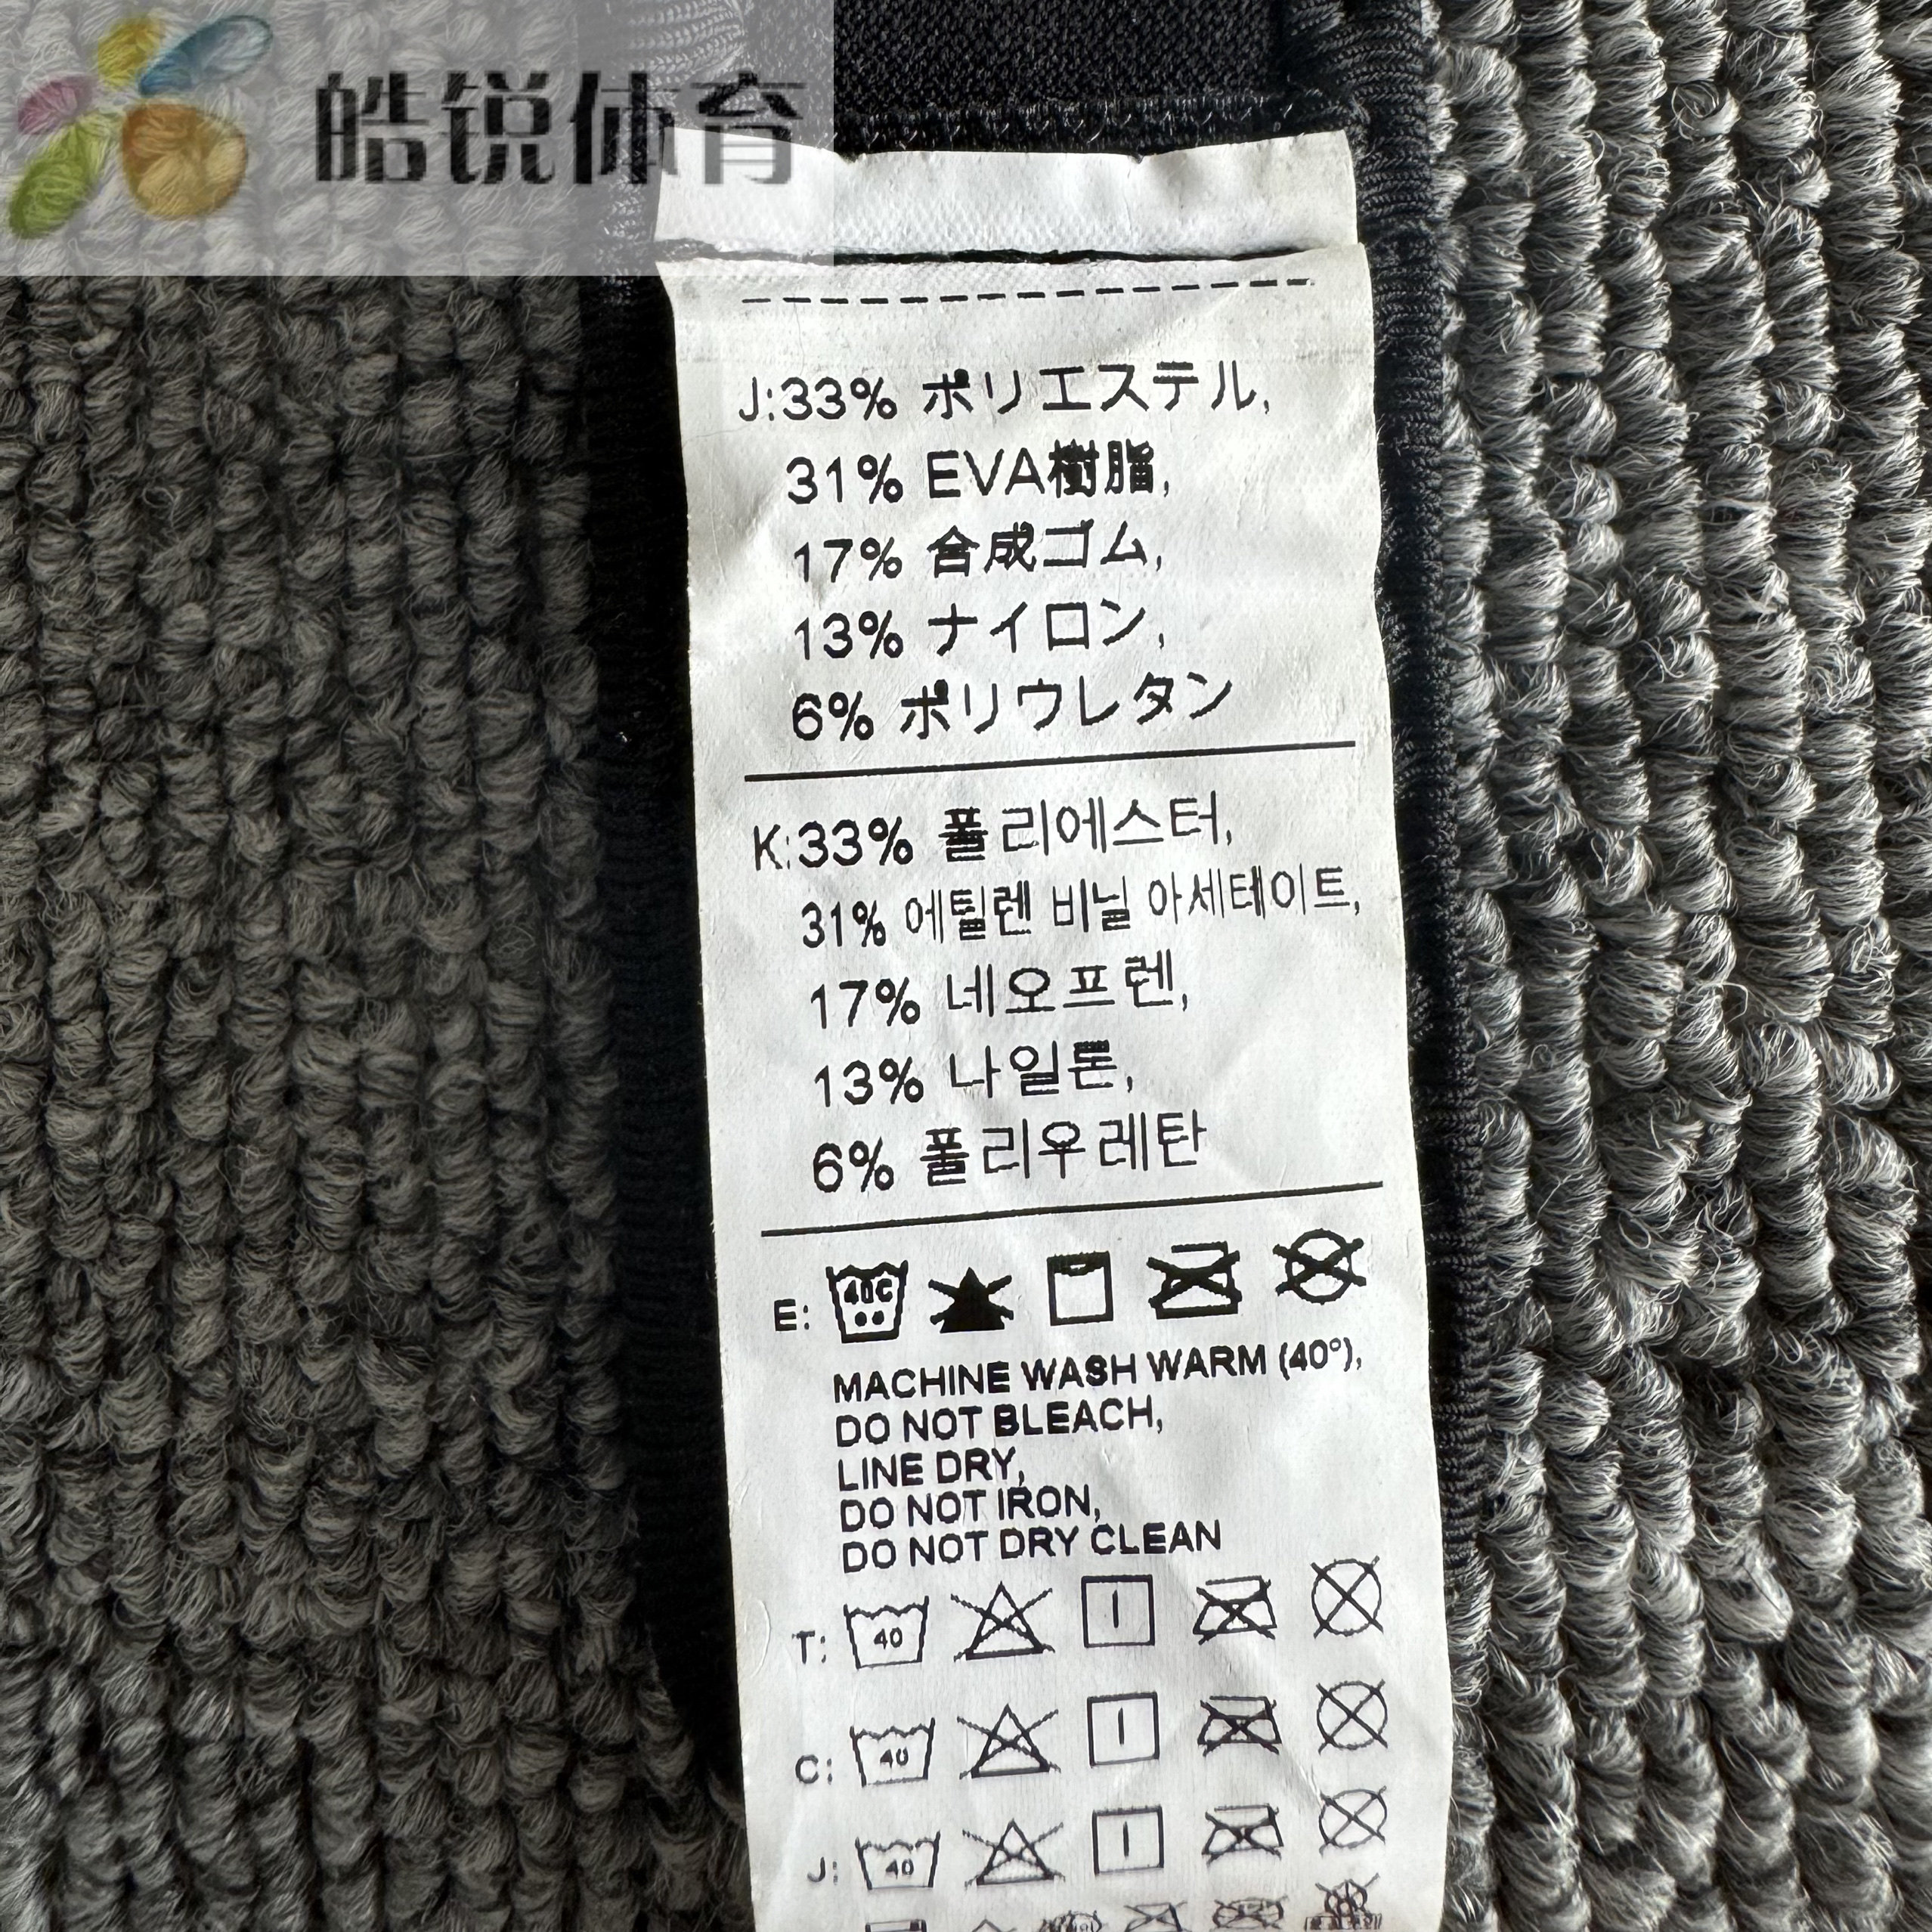 皓锐体育
J:33% ポリエステル,
31% EVA樹脂,
17% 合成ゴム,
13% ナイロン,
6% ポリウレタン
K:33% 폴리에스터,
31% 에틸렌 비닐 아세테이트,
17% 네오프렌,
13% 나일론,
6% 폴리우레탄
E: 40C
MACHINE WASH WARM (40°),
DO NOT BLEACH,
LINE DRY,
DO NOT IRON,
DO NOT DRY CLEAN
T: 40
C: 40
J: 40